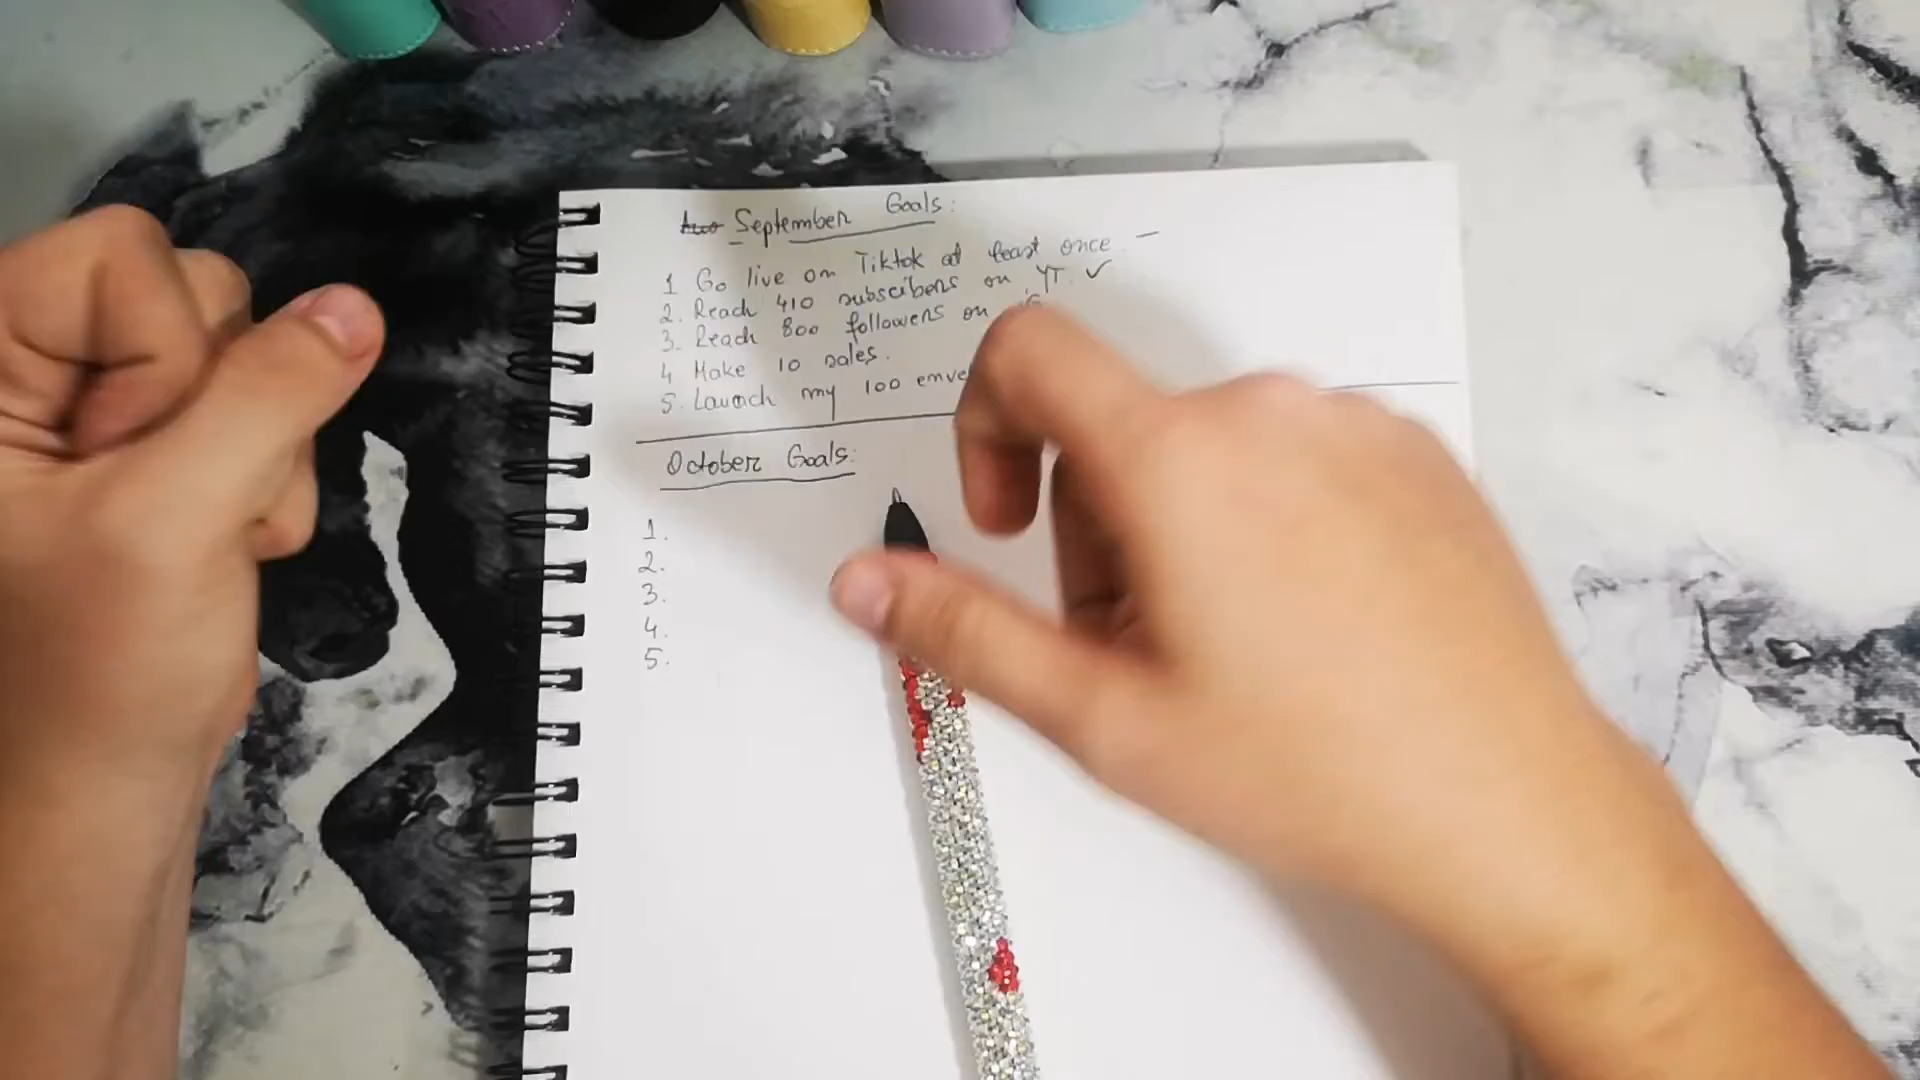 September Goals:
1 Go live on Tiktok at least once -
2. Reach 410 subscibers on YT. ✓
3. Reach 800 followers on
4 Make 10 sales.
5. Launch my 100
October Goals:
1.
2.
3.
4.
5.